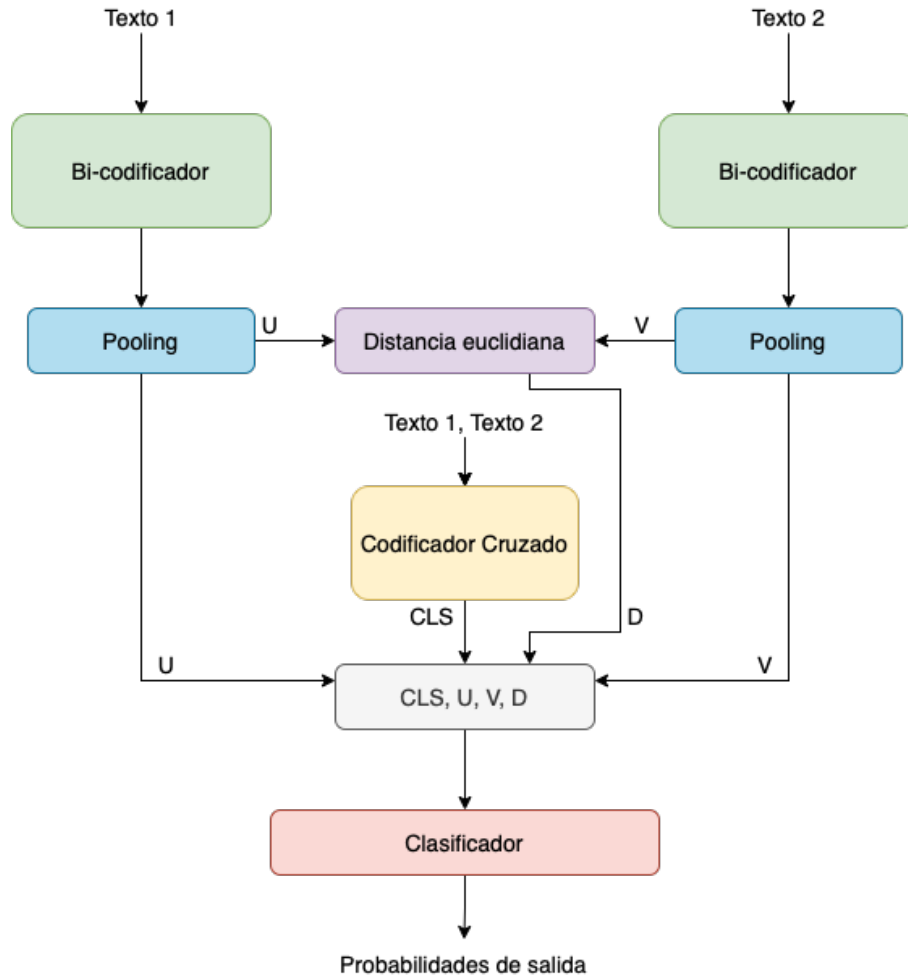 Texto 1
Texto 2
Bi-codificador
Bi-codificador
Pooling
U
Distancia euclidiana
V
Pooling
Texto 1, Texto 2
Codificador Cruzado
CLS
D
U
V
CLS, U, V, D
Clasificador
Probabilidades de salida